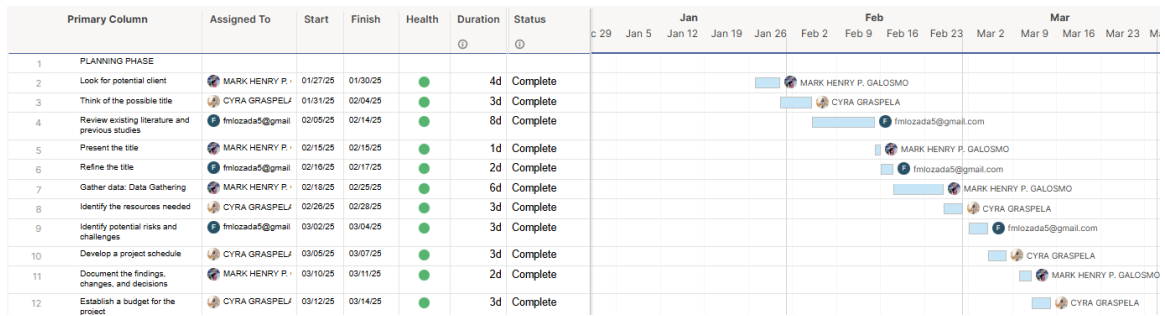 Primary Column Assigned To Start Finish Health Duration Status
Jan Feb Mar
c 29 Jan 5 Jan 12 Jan 19 Jan 26 Feb 2 Feb 9 Feb 16 Feb 23 Mar 2 Mar 9 Mar 16 Mar 23 Ma
1 PLANNING PHASE
2 Look for potential client MARK HENRY P. 01/27/25 01/30/25 4d Complete MARK HENRY P. GALOSMO
3 Think of the possible title CYRA GRASPELA 01/31/25 02/04/25 3d Complete CYRA GRASPELA
4 Review existing literature and previous studies F fmlozada5@gmail 02/05/25 02/14/25 8d Complete F fmlozada5@gmail.com
5 Present the title MARK HENRY P. 02/15/25 02/15/25 1d Complete MARK HENRY P. GALOSMO
6 Refine the title F fmlozada5@gmail 02/16/25 02/17/25 2d Complete F fmlozada5@gmail.com
7 Gather data: Data Gathering MARK HENRY P. 02/18/25 02/25/25 6d Complete MARK HENRY P. GALOSMO
8 Identify the resources needed CYRA GRASPELA 02/26/25 02/28/25 3d Complete CYRA GRASPELA
9 Identify potential risks and challenges F fmlozada5@gmail 03/02/25 03/04/25 3d Complete F fmlozada5@gmail.com
10 Develop a project schedule CYRA GRASPELA 03/05/25 03/07/25 3d Complete CYRA GRASPELA
11 Document the findings, changes, and decisions MARK HENRY P. 03/10/25 03/11/25 2d Complete MARK HENRY P. GALOSMO
12 Establish a budget for the project CYRA GRASPELA 03/12/25 03/14/25 3d Complete CYRA GRASPELA